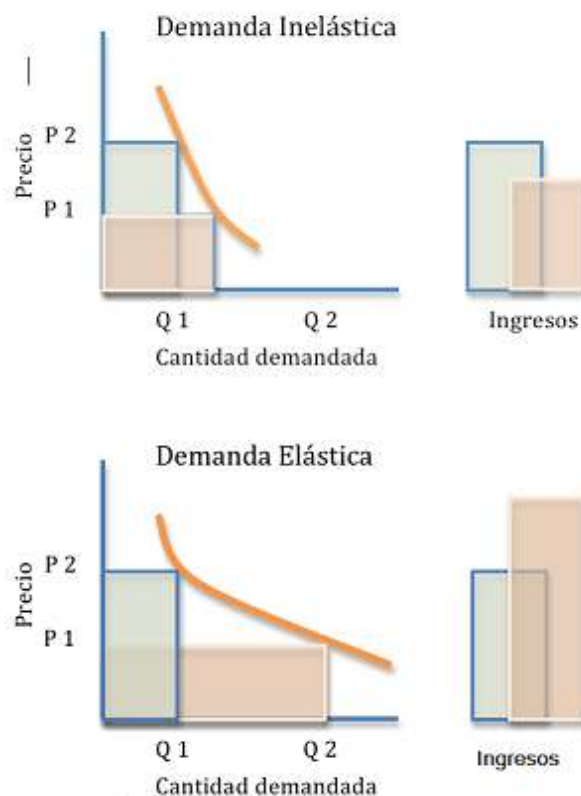 Demanda Inelástica
Precio
P 2
P 1
Q 1
Q 2
Cantidad demandada
Ingresos
Demanda Elástica
Precio
P 2
P 1
Q 1
Q 2
Cantidad demandada
Ingresos